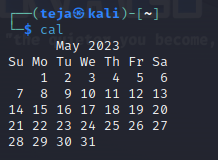 ┌──(teja㉿kali)-[~]
└─$ cal
      May 2023
Su Mo Tu We Th Fr Sa
    1  2  3  4  5  6
 7  8  9 10 11 12 13
14 15 16 17 18 19 20
21 22 23 24 25 26 27
28 29 30 31